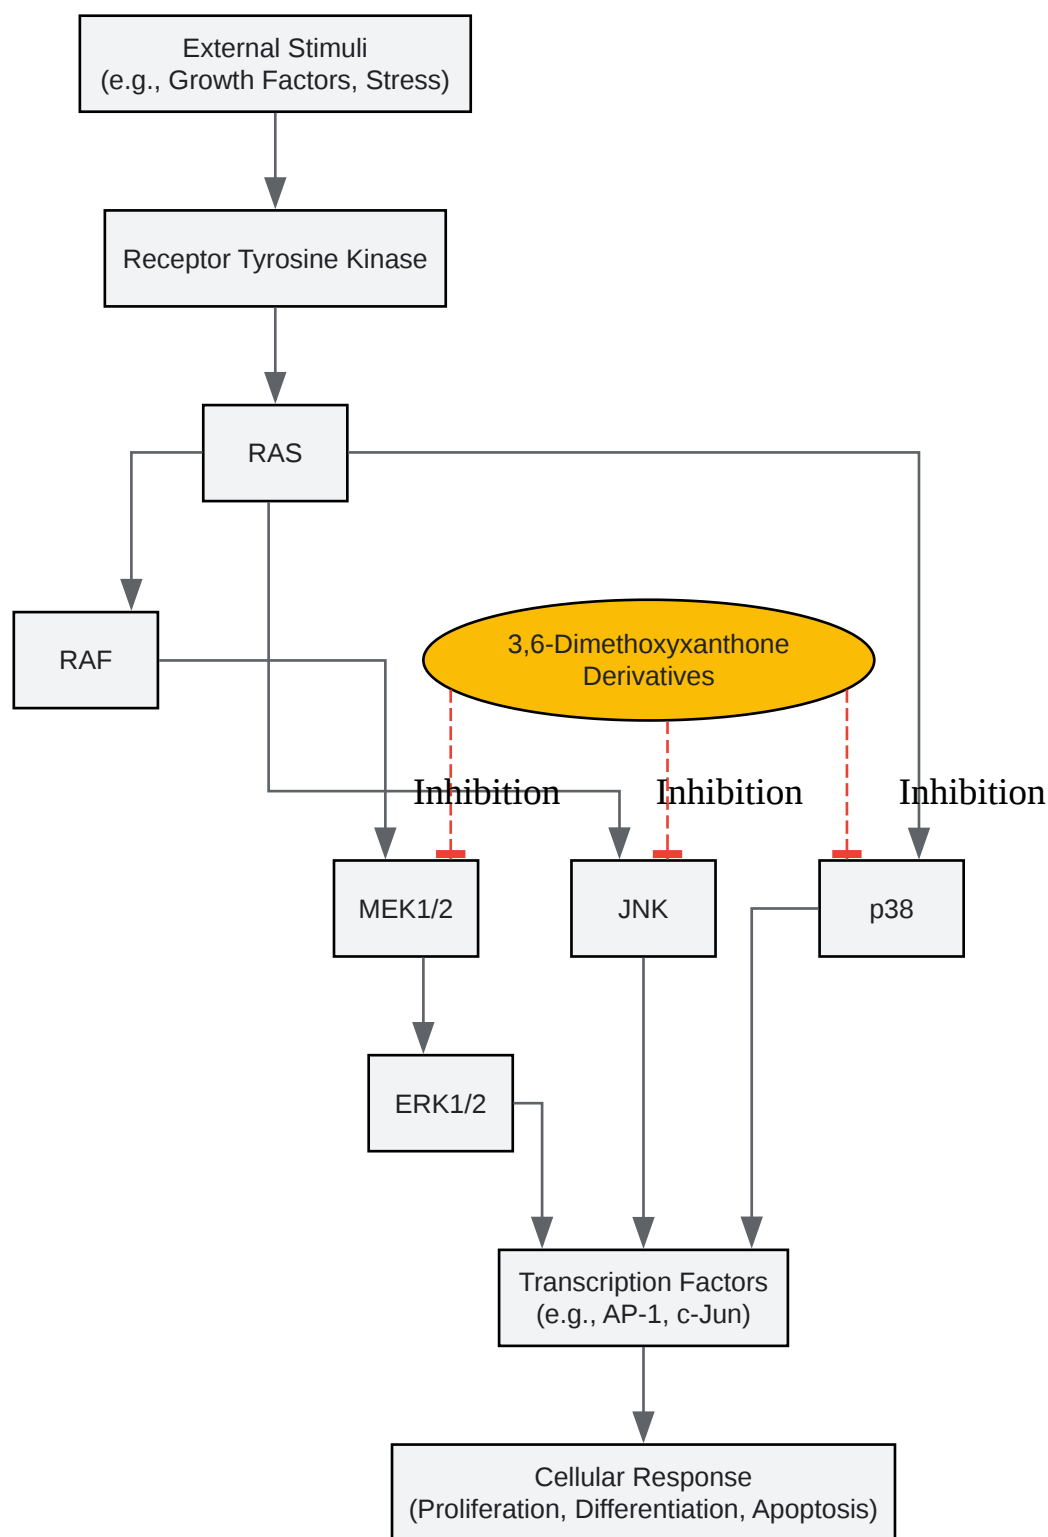 External Stimuli
(e.g., Growth Factors, Stress)
Receptor Tyrosine Kinase
RAS
RAF
3,6-Dimethoxyxanthone
Derivatives
Inhibition
Inhibition
Inhibition
MEK1/2
JNK
p38
ERK1/2
Transcription Factors
(e.g., AP-1, c-Jun)
Cellular Response
(Proliferation, Differentiation, Apoptosis)